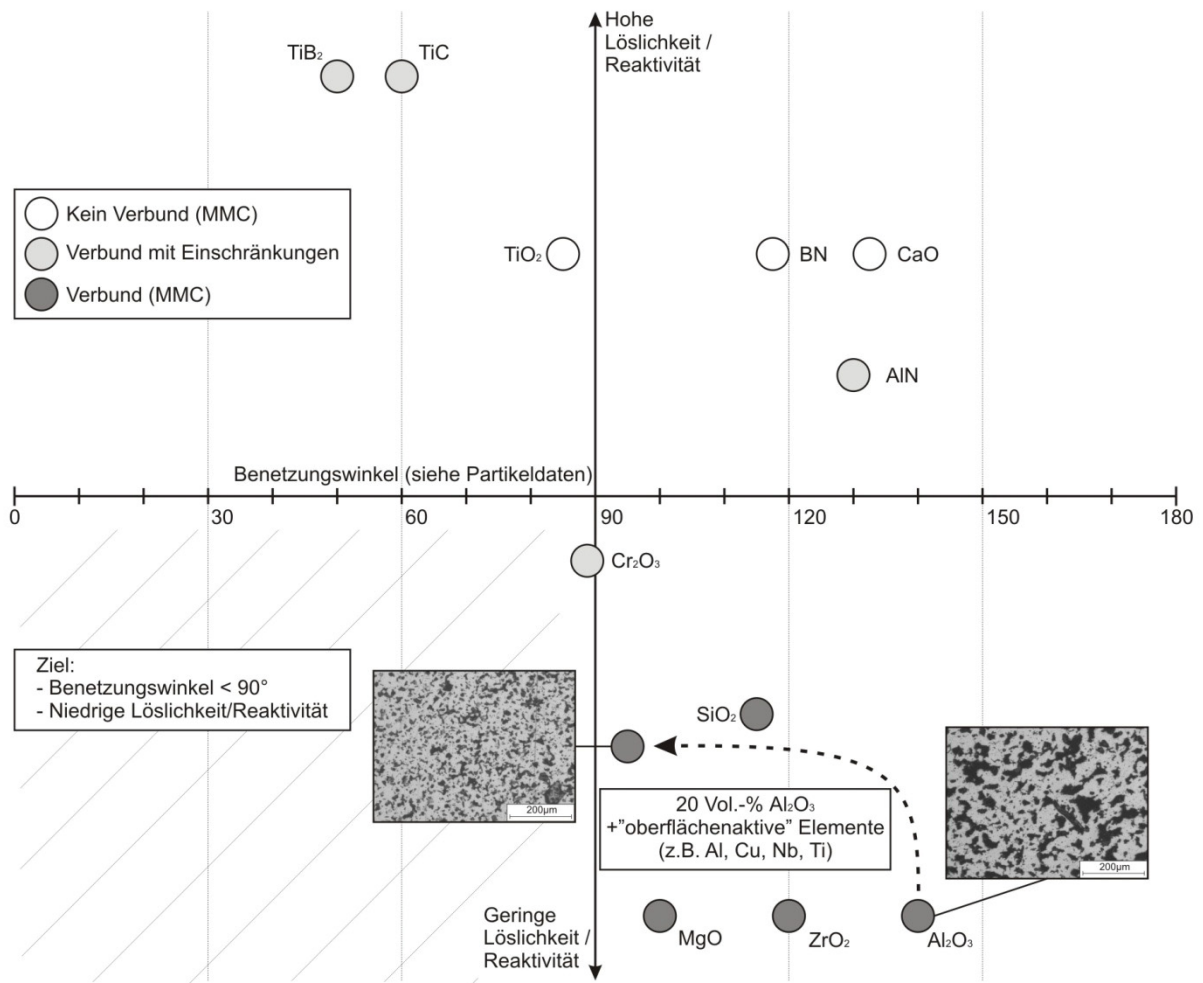 Hohe
Löslichkeit /
Reaktivität
TiB₂
TiC
Kein Verbund (MMC)
Verbund mit Einschränkungen
Verbund (MMC)
TiO₂
BN
CaO
AlN
Benetzungswinkel (siehe Partikeldaten)
0 30 60 90 120 150 180
Cr₂O₃
Ziel:
- Benetzungswinkel < 90°
- Niedrige Löslichkeit/Reaktivität
SiO₂
200µm
20 Vol.-% Al₂O₃
+"oberflächenaktive" Elemente
(z.B. Al, Cu, Nb, Ti)
200µm
Geringe
Löslichkeit /
Reaktivität
MgO
ZrO₂
Al₂O₃